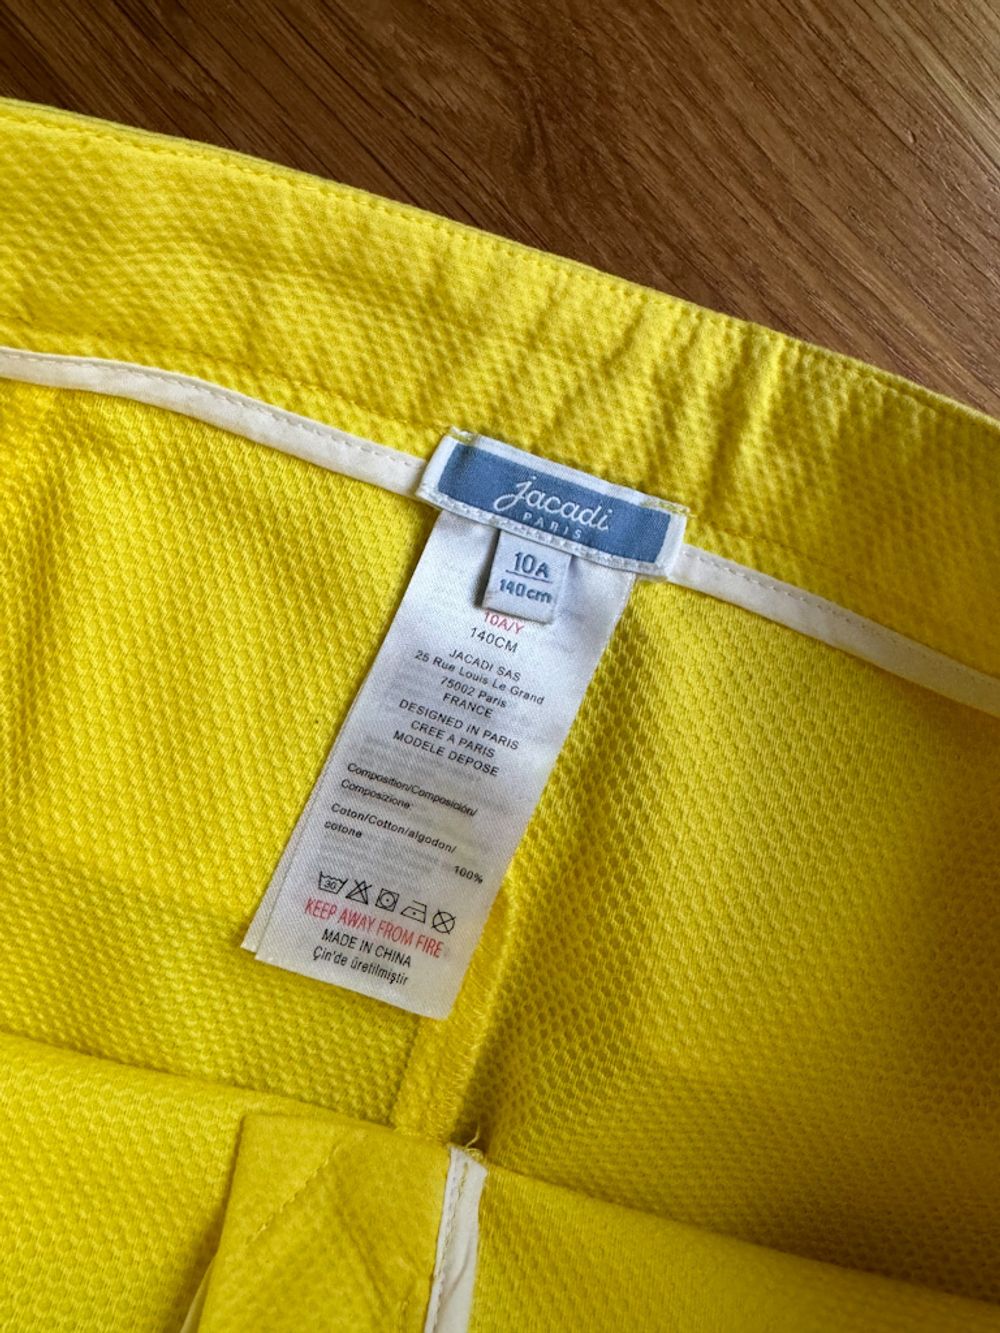 jacadi
PARIS
10A
140cm
10A/Y
140CM
JACADI SAS
25 Rue Louis Le Grand
75002 Paris
FRANCE
DESIGNED IN PARIS
CREE A PARIS
MODELE DEPOSE
Composition/Composición/
Composizione
Coton/Cotton/algodon/
cotone
100%
30
KEEP AWAY FROM FIRE
MADE IN CHINA
Çin'de üretilmiştir